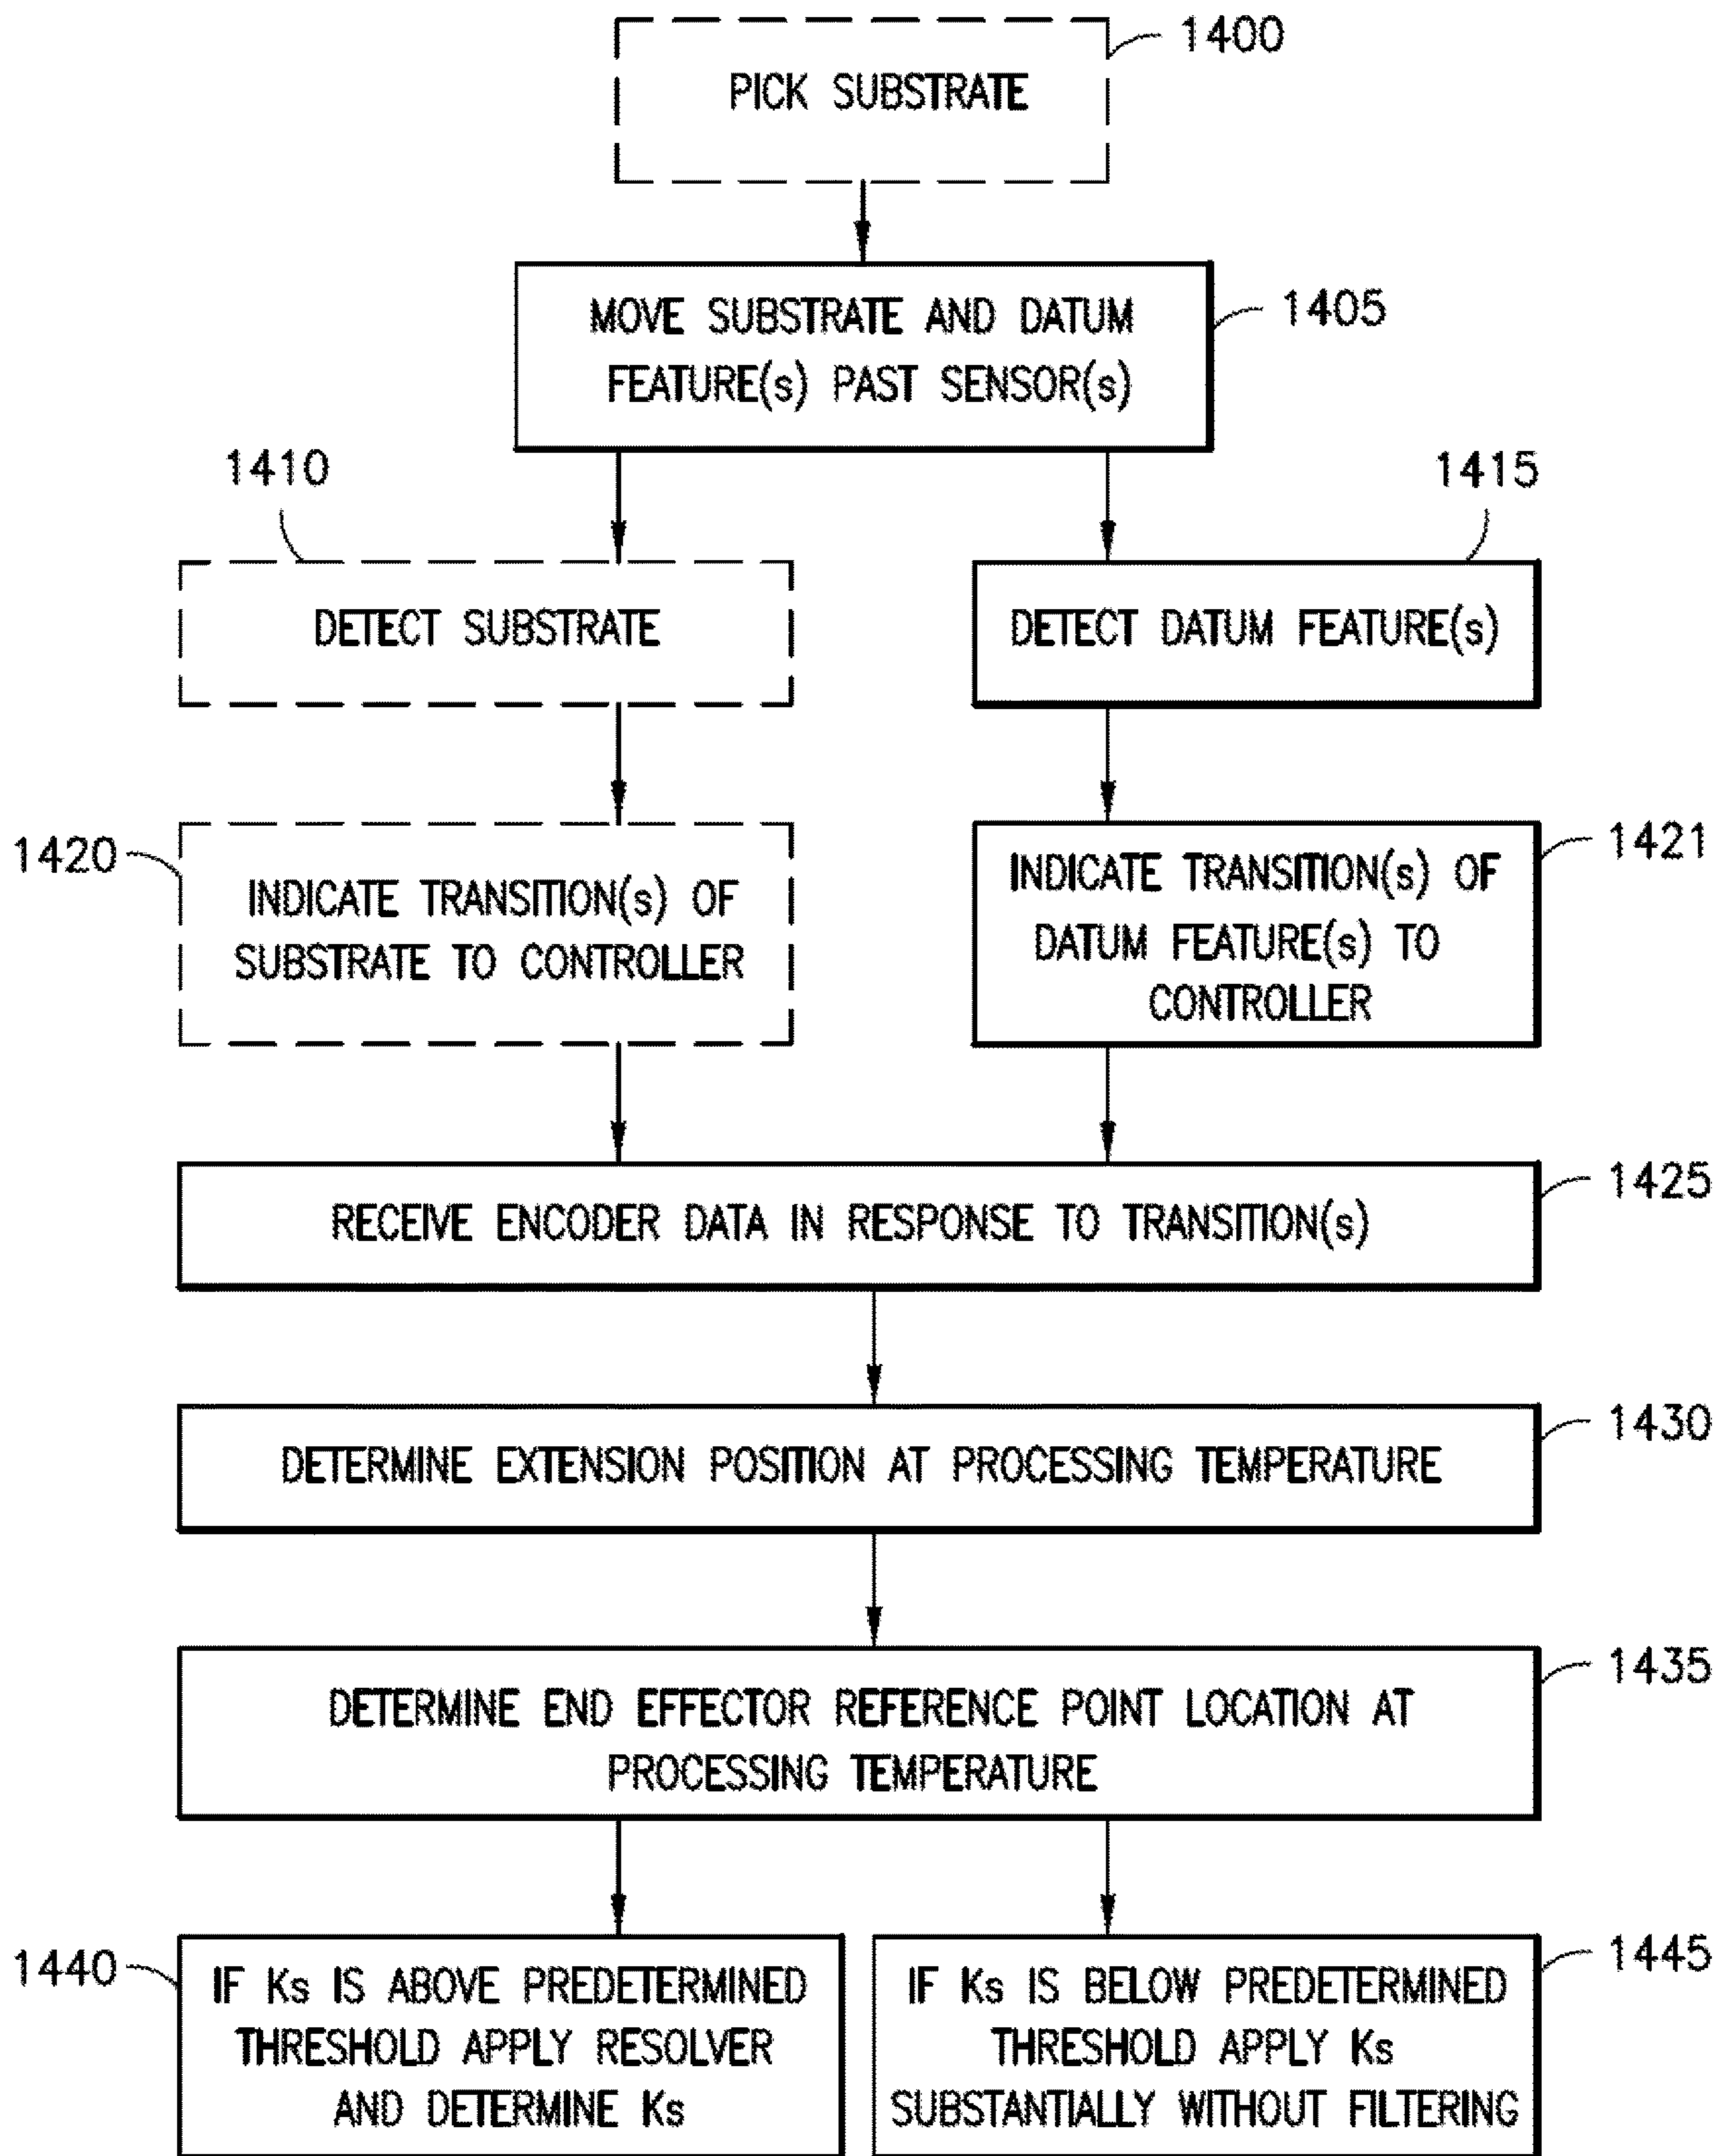 1400
PICK SUBSTRATE
MOVE SUBSTRATE AND DATUM
FEATURE(s) PAST SENSOR(s)
1405
1410
1415
DETECT SUBSTRATE
DETECT DATUM FEATURE(s)
1420
INDICATE TRANSITION(s) OF
SUBSTRATE TO CONTROLLER
INDICATE TRANSITION(s) OF
DATUM FEATURE(s) TO
CONTROLLER
1421
RECEIVE ENCODER DATA IN RESPONSE TO TRANSITION(s)
1425
DETERMINE EXTENSION POSITION AT PROCESSING TEMPERATURE
1430
DETERMINE END EFFECTOR REFERENCE POINT LOCATION AT
PROCESSING TEMPERATURE
1435
1440
IF Ks IS ABOVE PREDETERMINED
THRESHOLD APPLY RESOLVER
AND DETERMINE Ks
IF Ks IS BELOW PREDETERMINED
THRESHOLD APPLY Ks
SUBSTANTIALLY WITHOUT FILTERING
1445